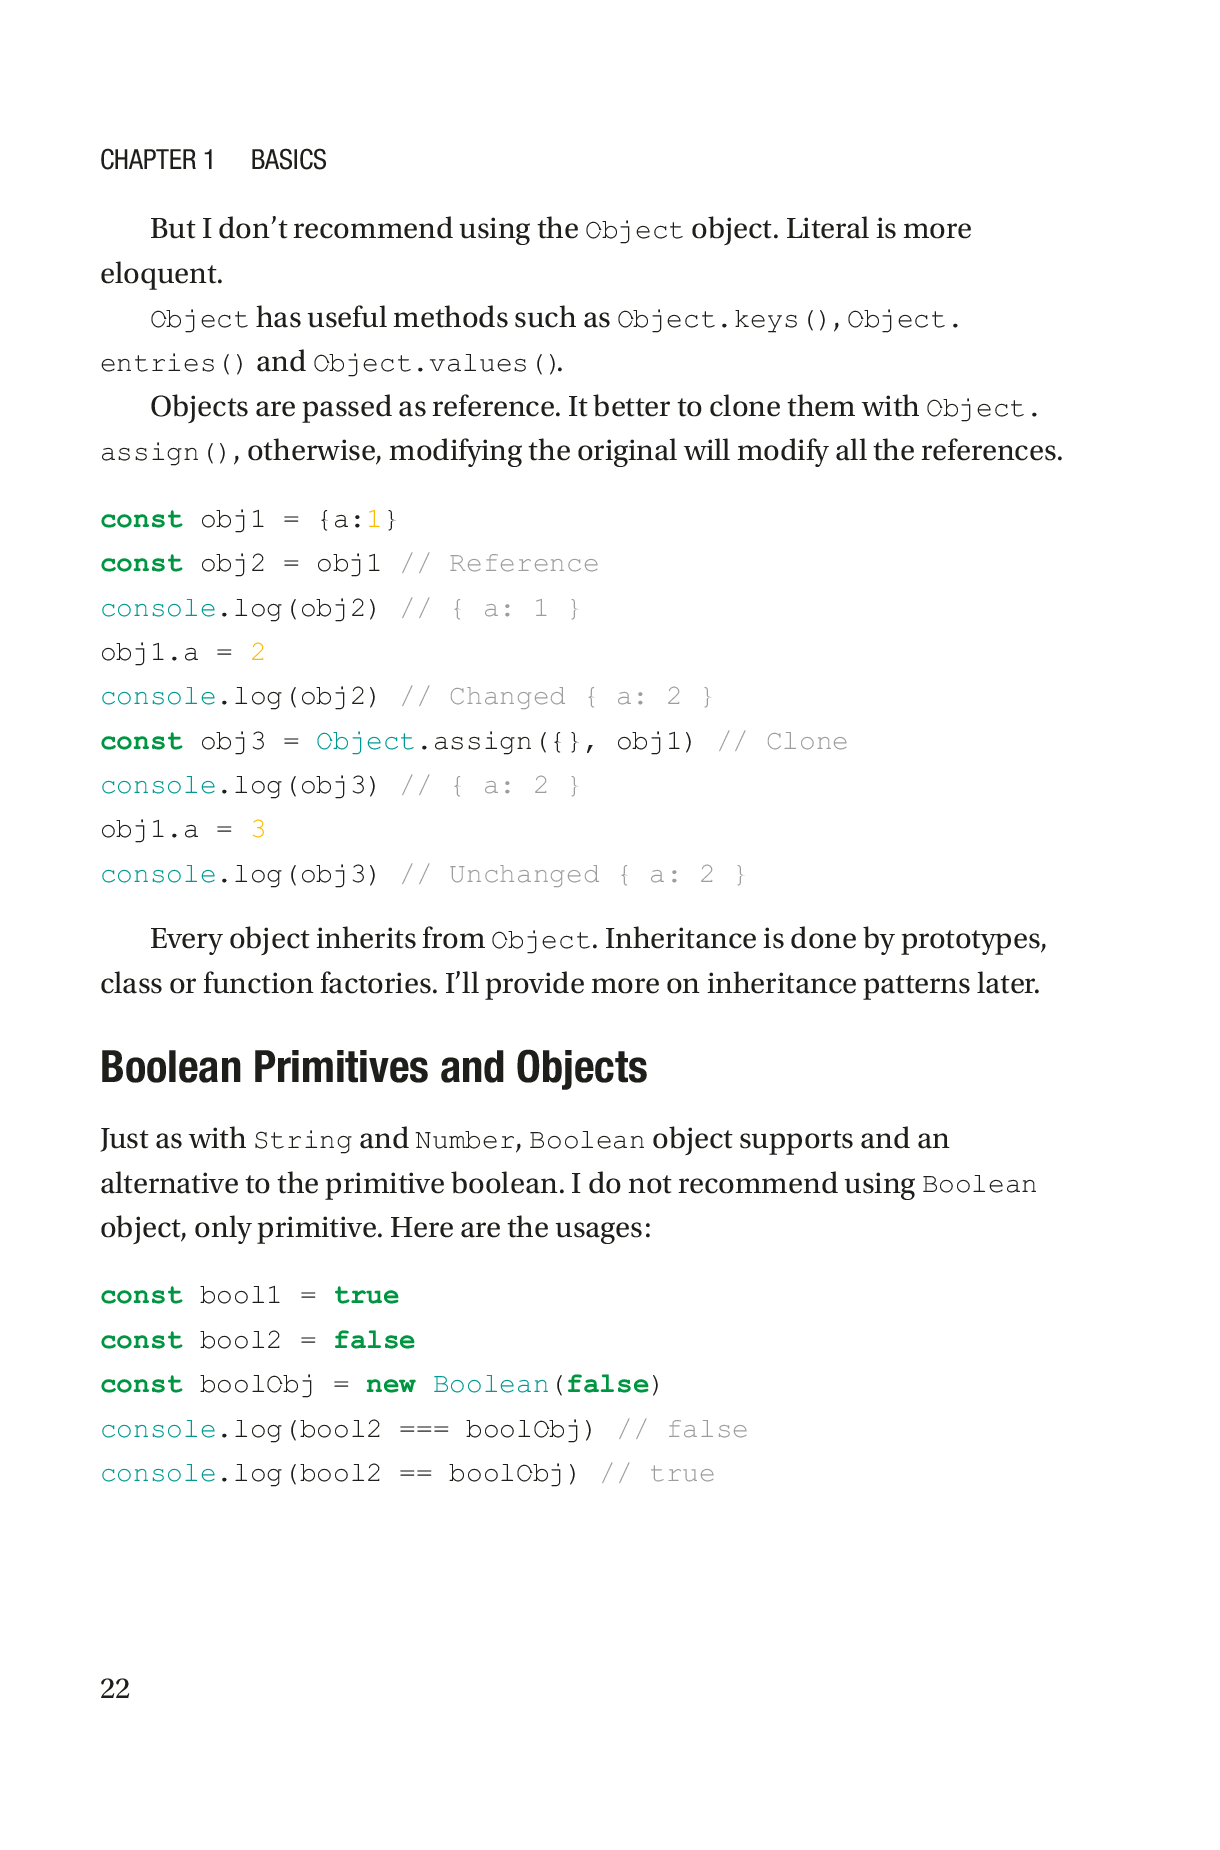 CHAPTER 1 BASICS
But I don’t recommend using the Object object. Literal is more
eloquent.
Object has useful methods such as Object.keys(), Object.
entries() and Object.values().
Objects are passed as reference. It better to clone them with Object.
assign(), otherwise, modifying the original will modify all the references.
const obj1 = {a:1}
const obj2 = obj1 // Reference
console.log(obj2) // { a: 1 }
obj1.a = 2
console.log(obj2) // Changed { a: 2 }
const obj3 = Object.assign({}, obj1) // Clone
console.log(obj3) // { a: 2 }
obj1.a = 3
console.log(obj3) // Unchanged { a: 2 }
Every object inherits from Object. Inheritance is done by prototypes,
class or function factories. I’ll provide more on inheritance patterns later.
Boolean Primitives and Objects
Just as with String and Number, Boolean object supports and an
alternative to the primitive boolean. I do not recommend using Boolean
object, only primitive. Here are the usages:
const bool1 = true
const bool2 = false
const boolObj = new Boolean(false)
console.log(bool2 === boolObj) // false
console.log(bool2 == boolObj) // true
22